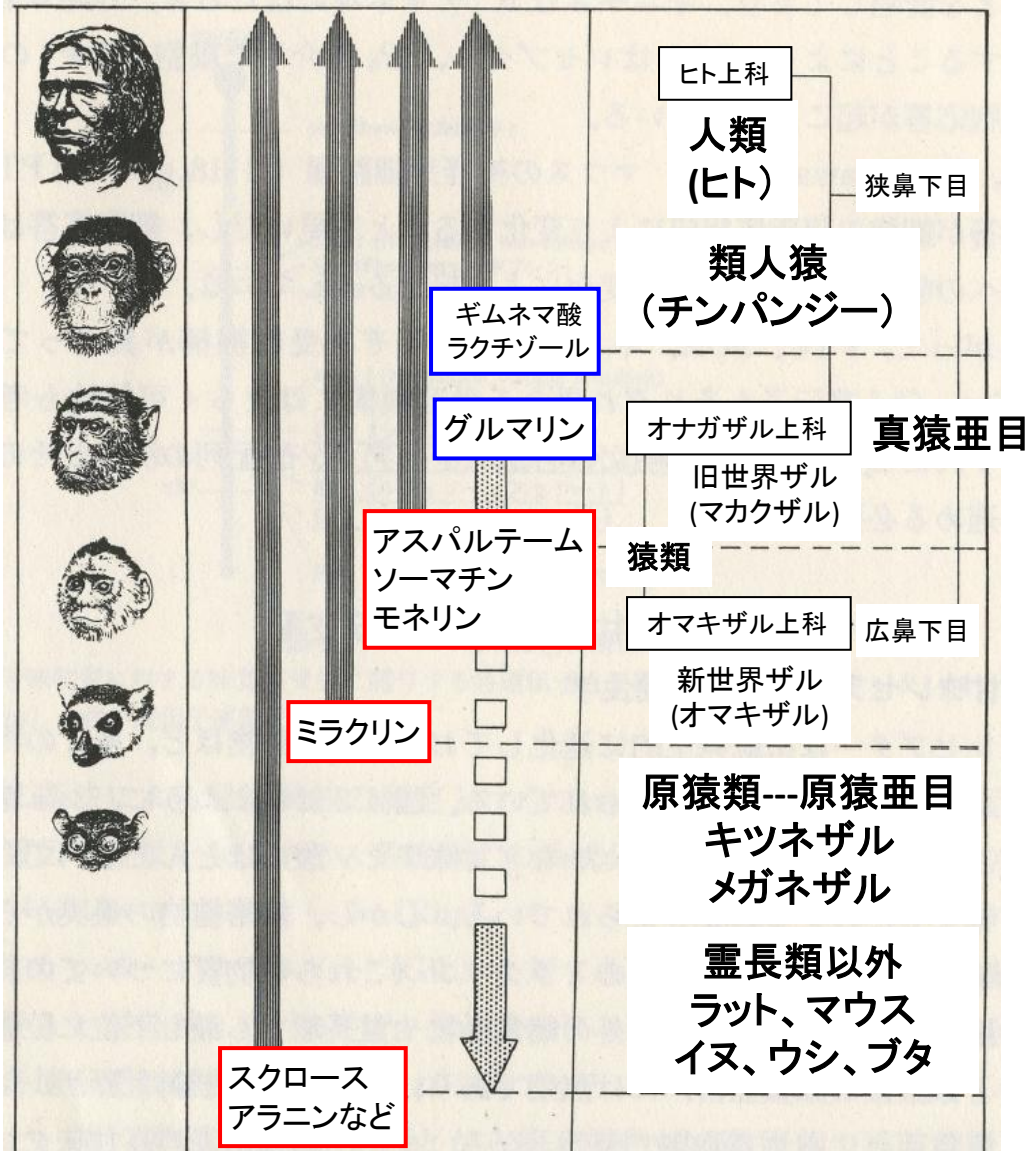 ヒト上科
人類
(ヒト)
狭鼻下目
類人猿
(チンパンジー)
ギムネマ酸
ラクチゾール
グルマリン
オナガザル上科
真猿亜目
旧世界ザル
(マカクザル)
アスパルテーム
ソーマチン
モネリン
猿類
オマキザル上科
広鼻下目
新世界ザル
(オマキザル)
ミラクリン
原猿類---原猿亜目
キツネザル
メガネザル
霊長類以外
ラット、マウス
イヌ、ウシ、ブタ
スクロース
アラニンなど